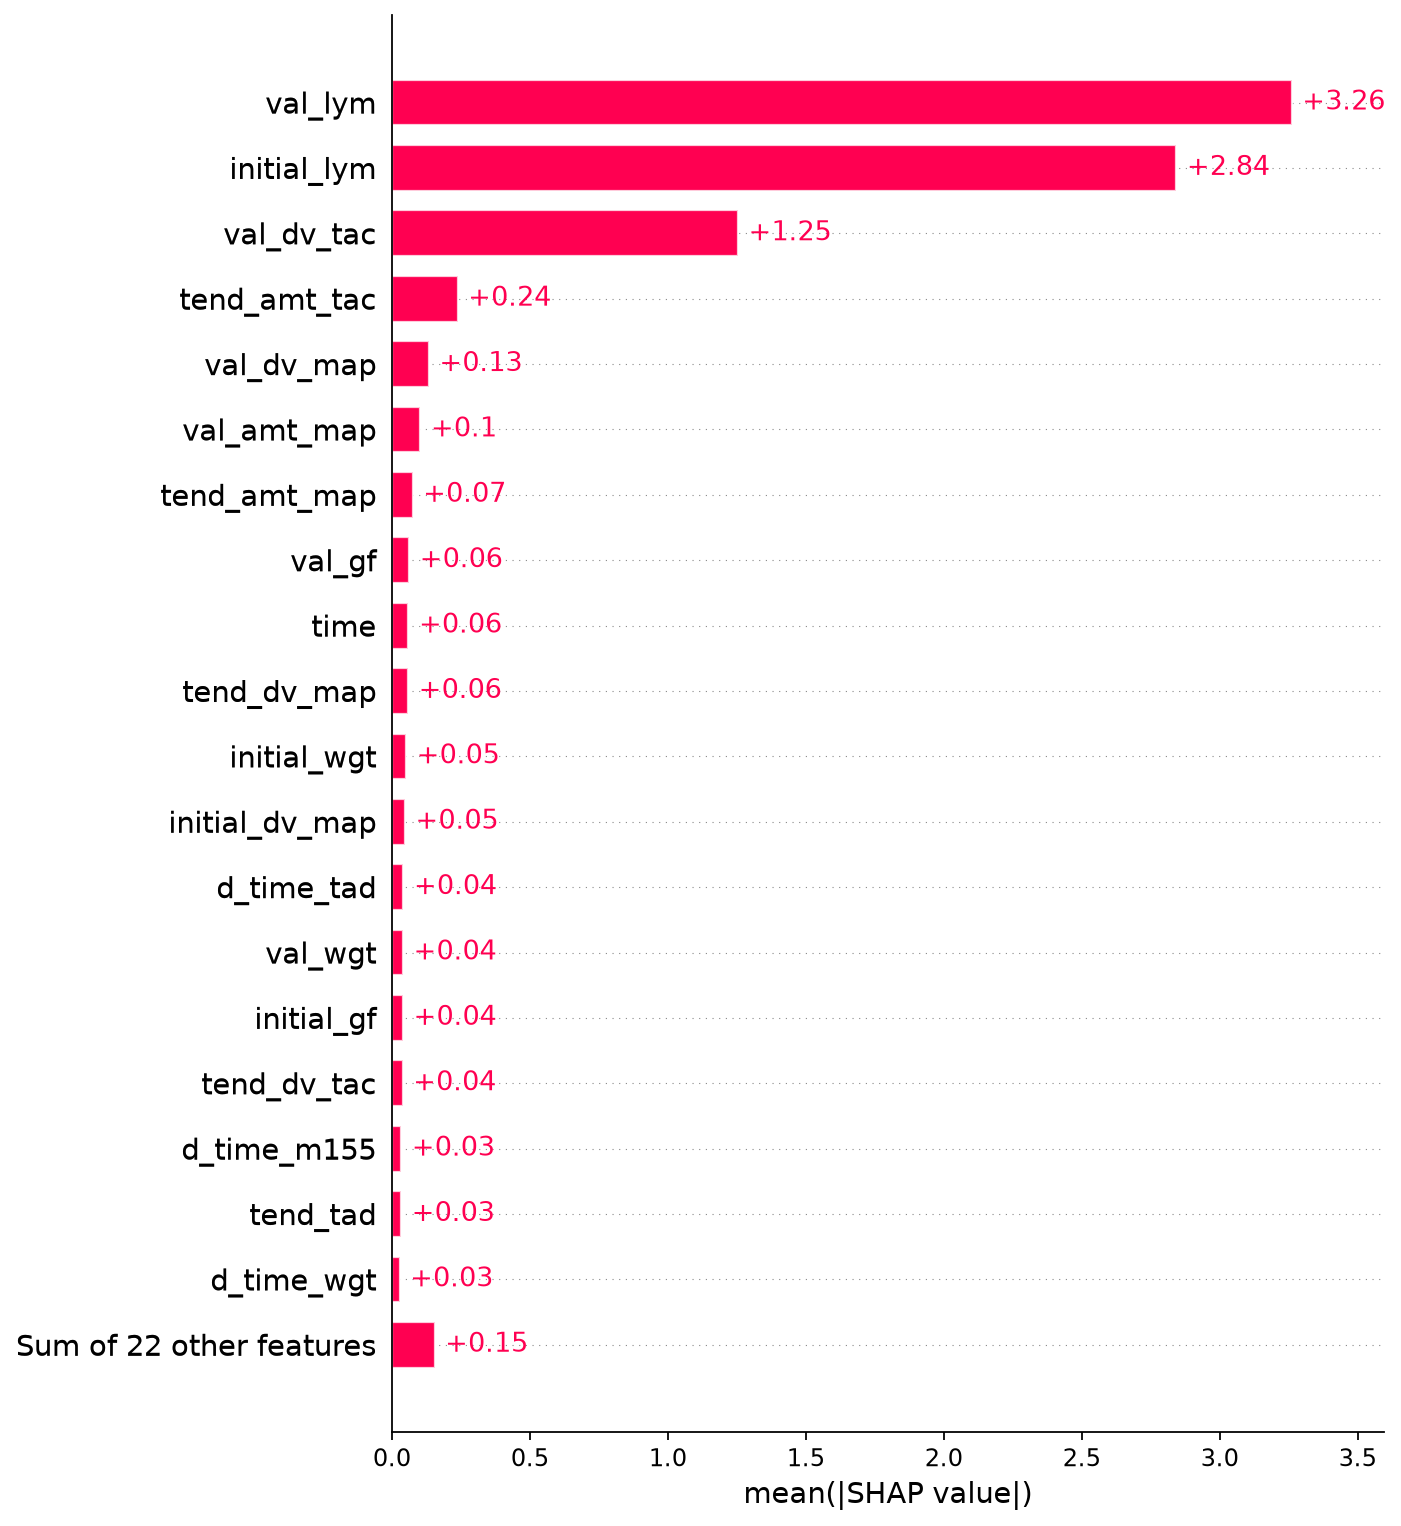 val_lym +3.26
initial_lym +2.84
val_dv_tac +1.25
tend_amt_tac +0.24
val_dv_map +0.13
val_amt_map +0.1
tend_amt_map +0.07
val_gf +0.06
time +0.06
tend_dv_map +0.06
initial_wgt +0.05
initial_dv_map +0.05
d_time_tad +0.04
val_wgt +0.04
initial_gf +0.04
tend_dv_tac +0.04
d_time_m155 +0.03
tend_tad +0.03
d_time_wgt +0.03
Sum of 22 other features +0.15
0.0 0.5 1.0 1.5 2.0 2.5 3.0 3.5
mean(|SHAP value|)